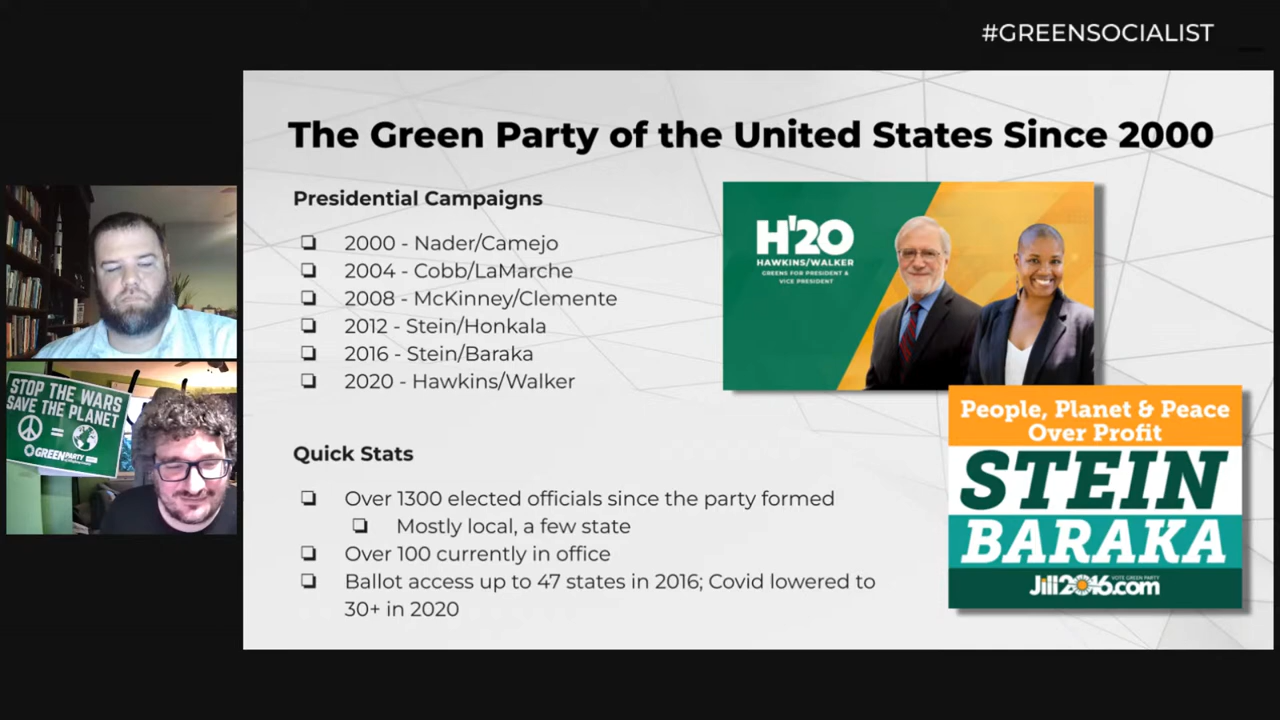 #GREENSOCIALIST
The Green Party of the United States Since 2000
Presidential Campaigns
2000 - Nader/Camejo
2004 - Cobb/LaMarche
2008 - McKinney/Clemente
2012 - Stein/Honkala
2016 - Stein/Baraka
2020 - Hawkins/Walker
Quick Stats
Over 1300 elected officials since the party formed
Mostly local, a few state
Over 100 currently in office
Ballot access up to 47 states in 2016; Covid lowered to
30+ in 2020
H'20
HAWKINS/WALKER
GREENS FOR PRESIDENT &
VICE PRESIDENT
People, Planet & Peace
Over Profit
STEIN
BARAKA
VOTE GREEN PARTY
Jill2016.com
STOP THE WARS
SAVE THE PLANET
=
GREENPARTY